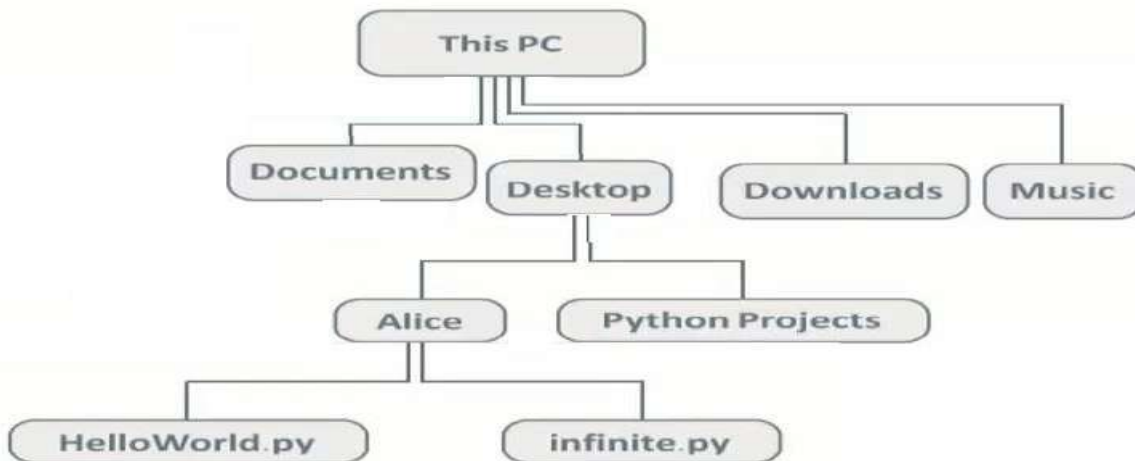 This PC
Documents
Desktop
Downloads
Music
Alice
Python Projects
HelloWorld.py
infinite.py